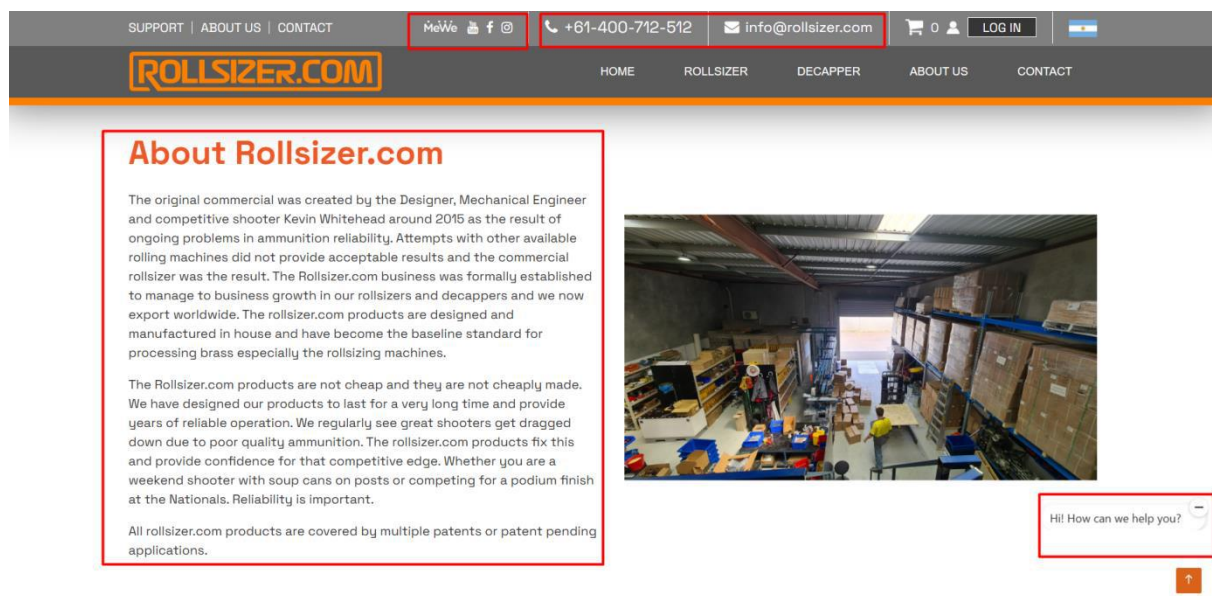 SUPPORT | ABOUT US | CONTACT
MeWe
+61-400-712-512
info@rollsizer.com
0
LOG IN
ROLLSIZER.COM
HOME
ROLLSIZER
DECAPPER
ABOUT US
CONTACT
About Rollsizer.com
The original commercial was created by the Designer, Mechanical Engineer
and competitive shooter Kevin Whitehead around 2015 as the result of
ongoing problems in ammunition reliability. Attempts with other available
rolling machines did not provide acceptable results and the commercial
rollsizer was the result. The Rollsizer.com business was formally established
to manage to business growth in our rollsizers and decappers and we now
export worldwide. The rollsizer.com products are designed and
manufactured in house and have become the baseline standard for
processing brass especially the rollsizing machines.
The Rollsizer.com products are not cheap and they are not cheaply made.
We have designed our products to last for a very long time and provide
years of reliable operation. We regularly see great shooters get dragged
down due to poor quality ammunition. The rollsizer.com products fix this
and provide confidence for that competitive edge. Whether you are a
weekend shooter with soup cans on posts or competing for a podium finish
at the Nationals. Reliability is important.
All rollsizer.com products are covered by multiple patents or patent pending
applications.
Hi! How can we help you?